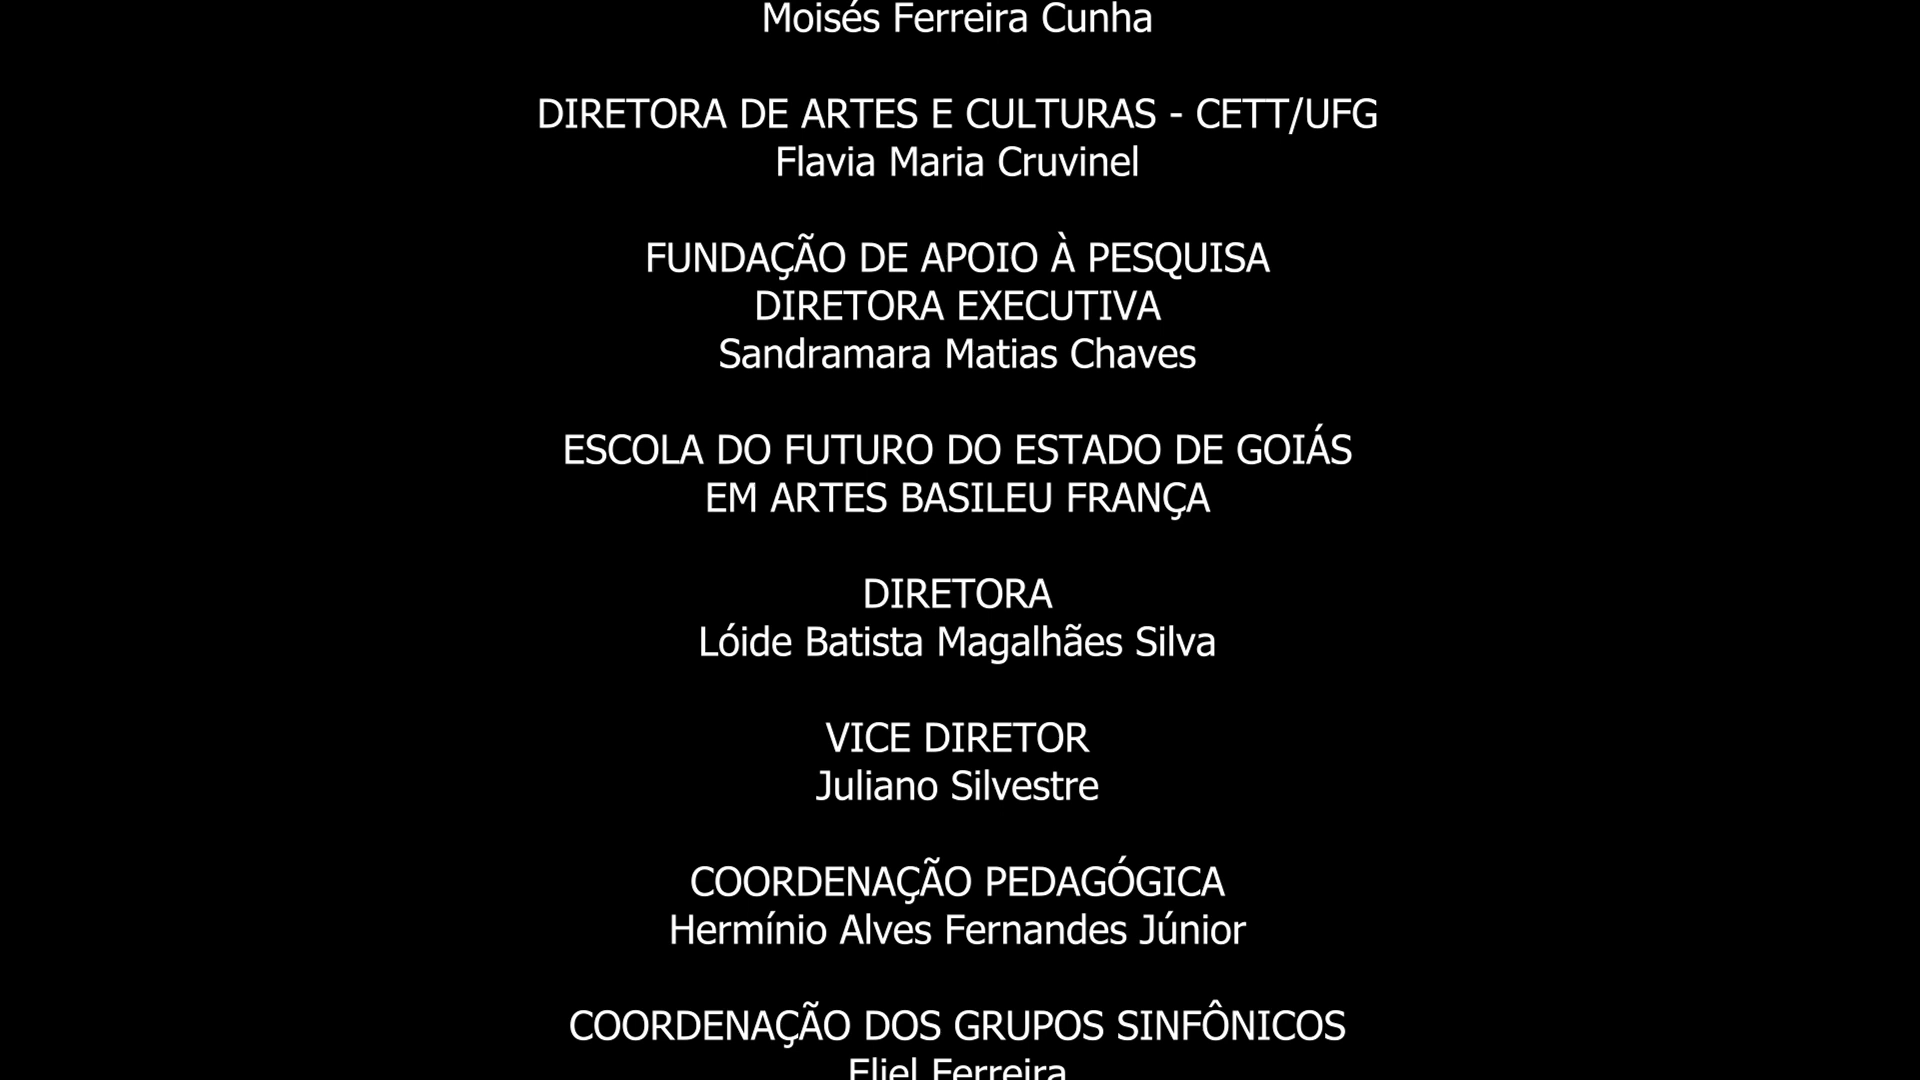 Moisés Ferreira Cunha
DIRETORA DE ARTES E CULTURAS - CETT/UFG
Flavia Maria Cruvinel
FUNDAÇÃO DE APOIO À PESQUISA
DIRETORA EXECUTIVA
Sandramara Matias Chaves
ESCOLA DO FUTURO DO ESTADO DE GOIÁS
EM ARTES BASILEU FRANÇA
DIRETORA
Lóide Batista Magalhães Silva
VICE DIRETOR
Juliano Silvestre
COORDENAÇÃO PEDAGÓGICA
Hermínio Alves Fernandes Júnior
COORDENAÇÃO DOS GRUPOS SINFÔNICOS
Eliel Ferreira